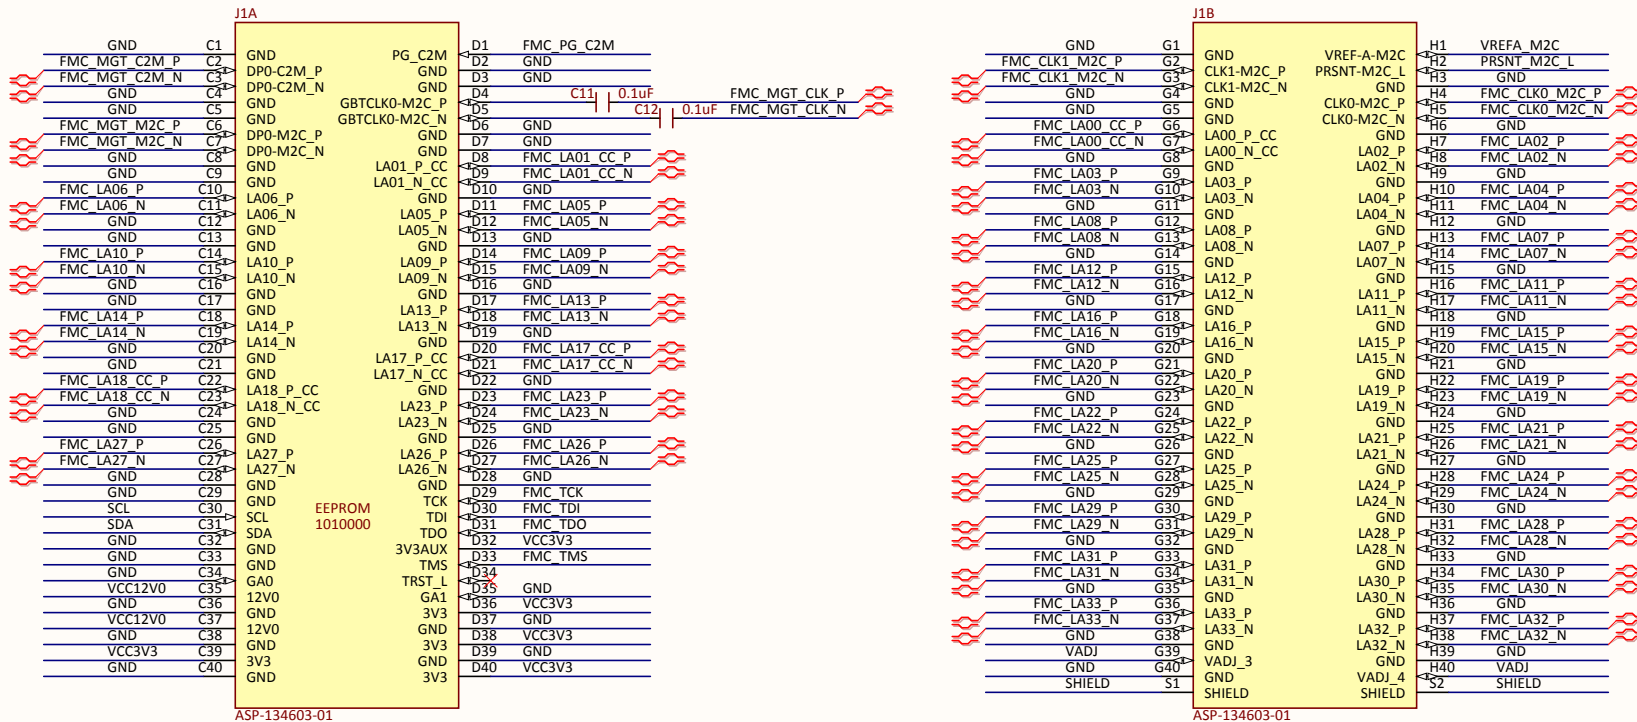 J1A
GND C1 GND PG_C2M D1 FMC_PG_C2M
FMC_MGT_C2M_P C2 DP0-C2M_P GND D2 GND
FMC_MGT_C2M_N C3 DP0-C2M_N GND D3 GND
GND C4 GND GBTCLK0-M2C_P D4 C11 0.1uF FMC_MGT_CLK_P
GND C5 GND GBTCLK0-M2C_N D5 C12 0.1uF FMC_MGT_CLK_N
FMC_MGT_M2C_P C6 DP0-M2C_P GND D6 GND
FMC_MGT_M2C_N C7 DP0-M2C_N GND D7 GND
GND C8 GND LA01_P_CC D8 FMC_LA01_CC_P
GND C9 GND LA01_N_CC D9 FMC_LA01_CC_N
FMC_LA06_P C10 LA06_P GND D10 GND
FMC_LA06_N C11 LA06_N LA05_P D11 FMC_LA05_P
GND C12 GND LA05_N D12 FMC_LA05_N
GND C13 GND GND D13 GND
FMC_LA10_P C14 LA10_P LA09_P D14 FMC_LA09_P
FMC_LA10_N C15 LA10_N LA09_N D15 FMC_LA09_N
GND C16 GND GND D16 GND
GND C17 GND LA13_P D17 FMC_LA13_P
FMC_LA14_P C18 LA14_P LA13_N D18 FMC_LA13_N
FMC_LA14_N C19 LA14_N GND D19 GND
GND C20 GND LA17_P_CC D20 FMC_LA17_CC_P
GND C21 GND LA17_N_CC D21 FMC_LA17_CC_N
FMC_LA18_CC_P C22 LA18_P_CC GND D22 GND
FMC_LA18_CC_N C23 LA18_N_CC LA23_P D23 FMC_LA23_P
GND C24 GND LA23_N D24 FMC_LA23_N
GND C25 GND GND D25 GND
FMC_LA27_P C26 LA27_P LA26_P D26 FMC_LA26_P
FMC_LA27_N C27 LA27_N LA26_N D27 FMC_LA26_N
GND C28 GND GND D28 GND
GND C29 GND TCK D29 FMC_TCK
SCL C30 SCL EEPROM TDI D30 FMC_TDI
SDA C31 SDA 1010000 TDO D31 FMC_TDO
GND C32 GND 3V3AUX D32 VCC3V3
GND C33 GND TMS D33 FMC_TMS
GND C34 GA0 TRST_L D34
VCC12V0 C35 12V0 GA1 D35 GND
GND C36 GND 3V3 D36 VCC3V3
VCC12V0 C37 12V0 GND D37 GND
GND C38 GND 3V3 D38 VCC3V3
VCC3V3 C39 3V3 GND D39 GND
GND C40 GND 3V3 D40 VCC3V3
ASP-134603-01
J1B
GND G1 GND VREF-A-M2C H1 VREFA_M2C
FMC_CLK1_M2C_P G2 CLK1-M2C_P PRSNT-M2C_L H2 PRSNT_M2C_L
FMC_CLK1_M2C_N G3 CLK1-M2C_N GND H3 GND
GND G4 GND CLK0-M2C_P H4 FMC_CLK0_M2C_P
GND G5 GND CLK0-M2C_N H5 FMC_CLK0_M2C_N
FMC_LA00_CC_P G6 LA00_P_CC GND H6 GND
FMC_LA00_CC_N G7 LA00_N_CC LA02_P H7 FMC_LA02_P
GND G8 GND LA02_N H8 FMC_LA02_N
FMC_LA03_P G9 LA03_P GND H9 GND
FMC_LA03_N G10 LA03_N LA04_P H10 FMC_LA04_P
GND G11 GND LA04_N H11 FMC_LA04_N
FMC_LA08_P G12 LA08_P GND H12 GND
FMC_LA08_N G13 LA08_N LA07_P H13 FMC_LA07_P
GND G14 GND LA07_N H14 FMC_LA07_N
FMC_LA12_P G15 LA12_P GND H15 GND
FMC_LA12_N G16 LA12_N LA11_P H16 FMC_LA11_P
GND G17 GND LA11_N H17 FMC_LA11_N
FMC_LA16_P G18 LA16_P GND H18 GND
FMC_LA16_N G19 LA16_N LA15_P H19 FMC_LA15_P
GND G20 GND LA15_N H20 FMC_LA15_N
FMC_LA20_P G21 LA20_P GND H21 GND
FMC_LA20_N G22 LA20_N LA19_P H22 FMC_LA19_P
GND G23 GND LA19_N H23 FMC_LA19_N
FMC_LA22_P G24 LA22_P GND H24 GND
FMC_LA22_N G25 LA22_N LA21_P H25 FMC_LA21_P
GND G26 GND LA21_N H26 FMC_LA21_N
FMC_LA25_P G27 LA25_P GND H27 GND
FMC_LA25_N G28 LA25_N LA24_P H28 FMC_LA24_P
GND G29 GND LA24_N H29 FMC_LA24_N
FMC_LA29_P G30 LA29_P GND H30 GND
FMC_LA29_N G31 LA29_N LA28_P H31 FMC_LA28_P
GND G32 GND LA28_N H32 FMC_LA28_N
FMC_LA31_P G33 LA31_P GND H33 GND
FMC_LA31_N G34 LA31_N LA30_P H34 FMC_LA30_P
GND G35 GND LA30_N H35 FMC_LA30_N
FMC_LA33_P G36 LA33_P GND H36 GND
FMC_LA33_N G37 LA33_N LA32_P H37 FMC_LA32_P
GND G38 GND LA32_N H38 FMC_LA32_N
VADJ G39 VADJ_3 GND H39 GND
GND G40 GND VADJ_4 H40 VADJ
SHIELD S1 SHIELD SHIELD S2 SHIELD
ASP-134603-01